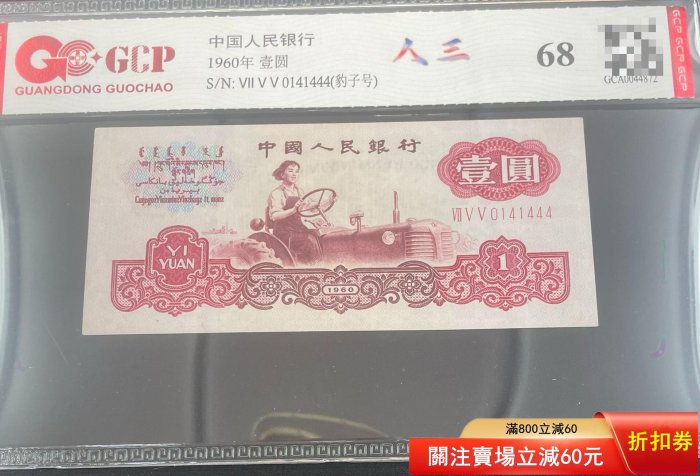 GCP
GUANGDONG GUOCHAO
中国人民银行
1960年 壹圆
S/N: VII V V 0141444(豹子号)
人三
68
GCA0044872
中國人民銀行
壹圓
VII V V 0141444
YI
YUAN
1960
1
滿800立減60
關注賣場立減60元
折扣券